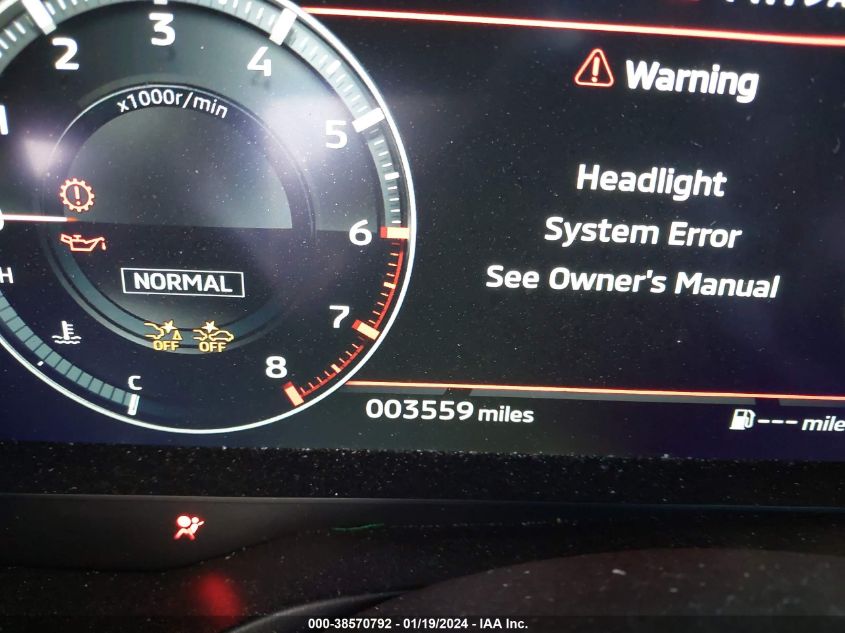 2
3
4
x1000r/min
5
6
7
8
H
NORMAL
OFF OFF
C
Warning
Headlight
System Error
See Owner's Manual
003559 miles
--- mile
000-38570792 - 01/19/2024 - IAA Inc.